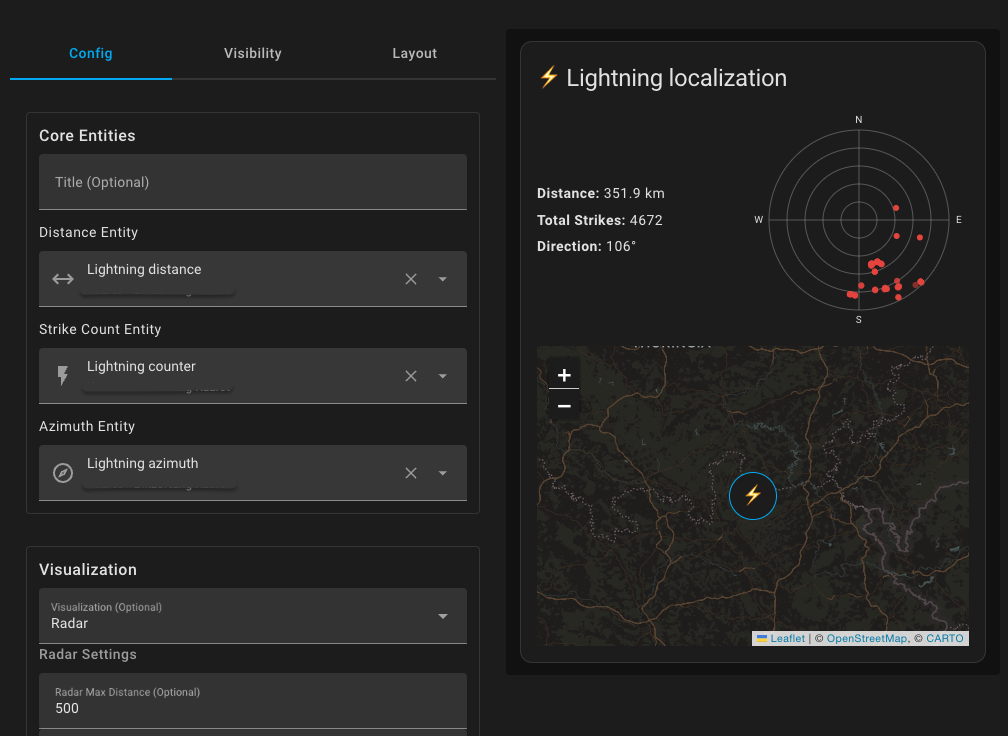 Config
Visibility
Layout
Core Entities
Title (Optional)
Distance Entity
Lightning distance
Strike Count Entity
Lightning counter
Azimuth Entity
Lightning azimuth
Visualization
Visualization (Optional)
Radar
Radar Settings
Radar Max Distance (Optional)
500
⚡ Lightning localization
Distance: 351.9 km
Total Strikes: 4672
Direction: 106°
N
W
E
S
+
−
Leaflet | © OpenStreetMap, © CARTO